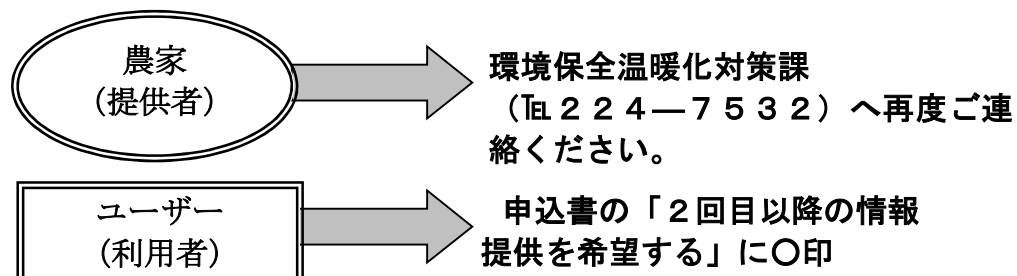 農家
（提供者）
環境保全温暖化対策課
（℡２２４―７５３２）へ再度ご連
絡ください。
ユーザー
（利用者）
申込書の「２回目以降の情報
提供を希望する」に〇印